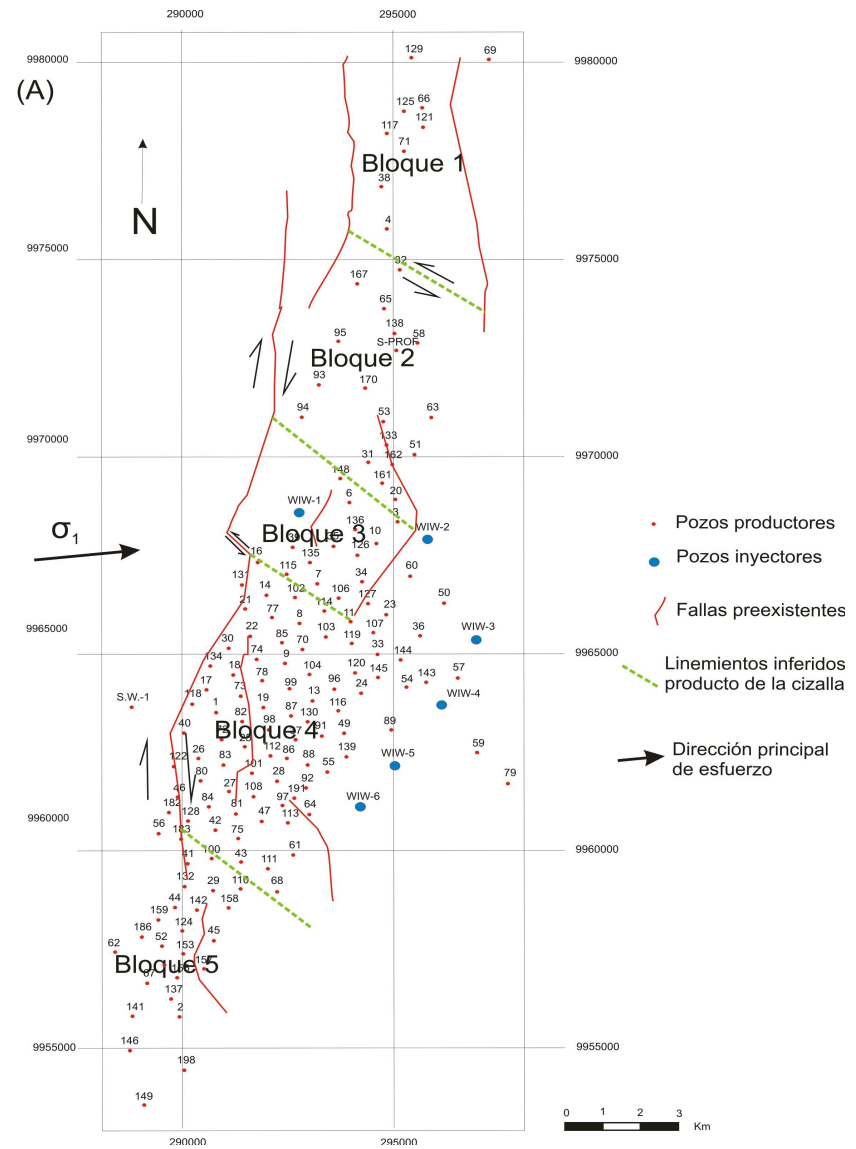 290000 295000
9980000 9980000
(A)
129 69
125 66
121
117
71
Bloque 1
38
N
4
9975000 9975000
32
167
65
138
S-PROF 58
95
Bloque 2
93 170
94 53 63
133
51
9970000 9970000
31 162
148 161
WIW-1 6 20
3
136 WIW-2
Bloque 3 10
σ1
16 135 126
115 7 34 60
131
14 102 106 127 50
21 114 11 23
77 8 WIW-3
22 85 103 107 36
9965000 9965000
30 70 119 33
134 74 9 144
18 78 104 120 145 57
17 73 99 96 24 54 143
S.W.-1 118 19 13 WIW-4
1 82 87 130 116
Bloque 4
40 98 91 49 89
26 83 112 86 139 WIW-5 59
122 101 88 55
80 28 92 79
46 27 108 97 191 WIW-6
182 84 81 64
128 47 113
56 183 42 75
9960000 9960000
41 100 43 61
111
132 29 116 68
44 142 158
159
124
186 52 45
62 153
Bloque 5
67
137
141 2
146
9955000 9955000
198
149
290000 295000
Pozos productores
Pozos inyectores
Fallas preexistentes
Linemientos inferidos
producto de la cizalla
Dirección principal
de esfuerzo
0 1 2 3
Km